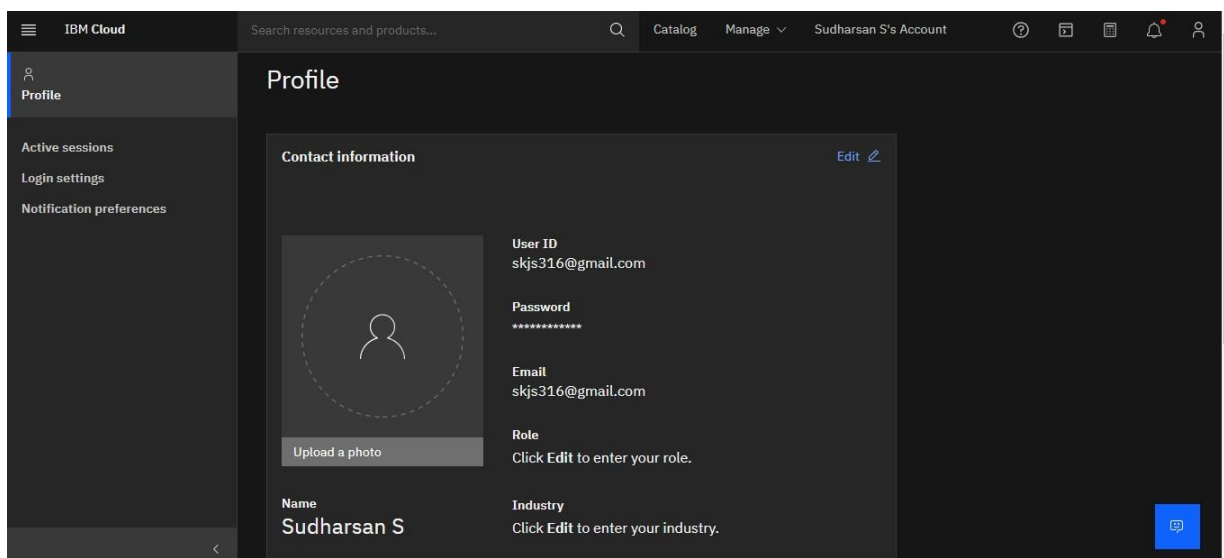 IBM Cloud
Search resources and products...
Catalog
Manage
Sudharsan S's Account
Profile
Active sessions
Login settings
Notification preferences
Profile
Contact information
Edit
User ID
skjs316@gmail.com
Password
************
Email
skjs316@gmail.com
Role
Click Edit to enter your role.
Upload a photo
Name
Sudharsan S
Industry
Click Edit to enter your industry.